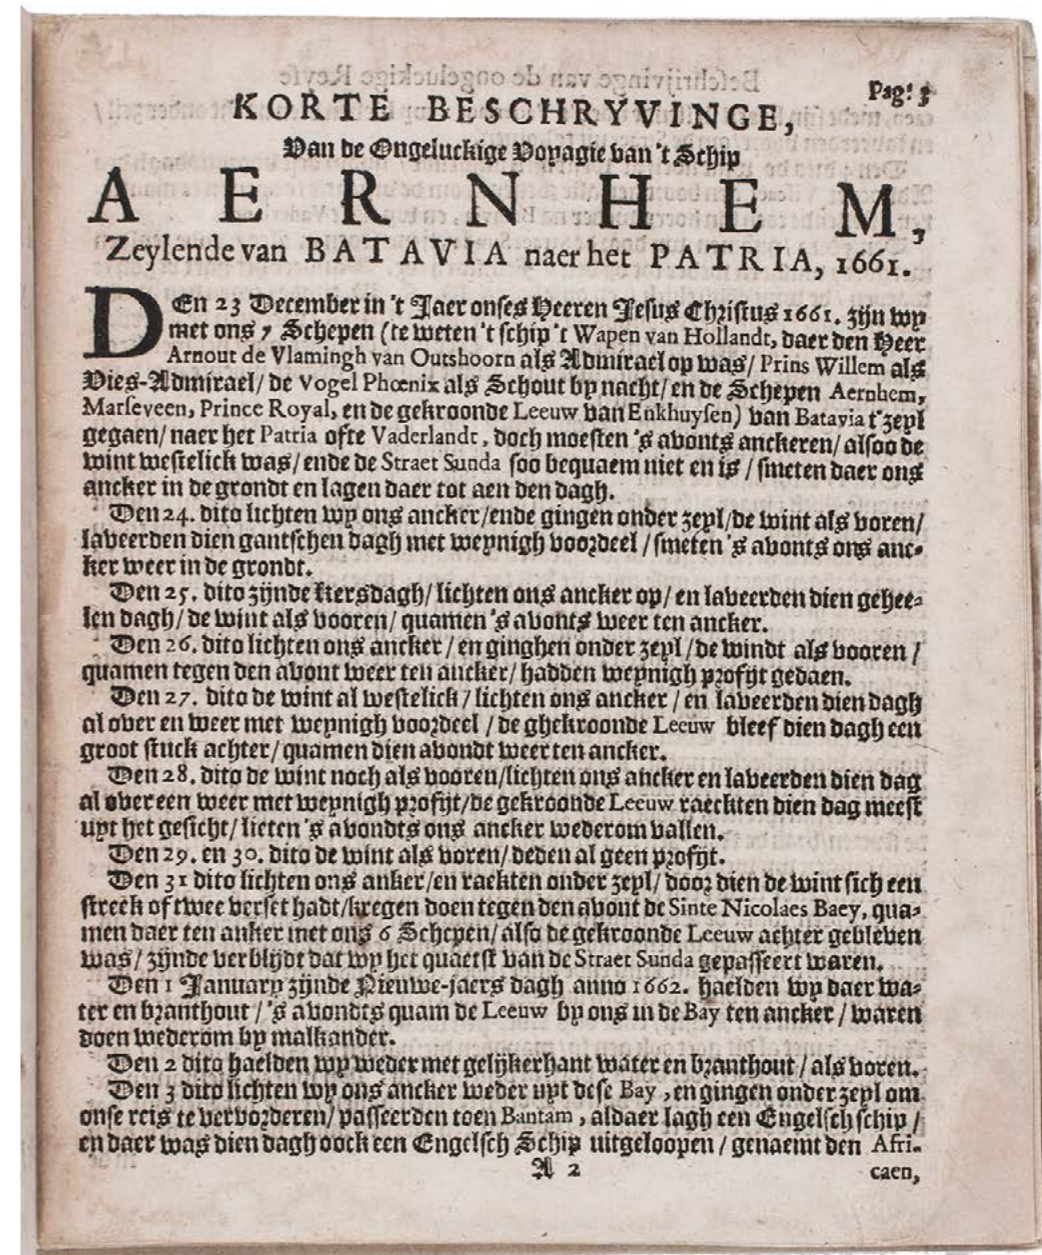 Pag: 3
KORTE BESCHRYVINGE,
Van de Ongeluckige Voyagie van 't Schip
AERNHEM,
Zeylende van BATAVIA naer het PATRIA, 1661.
DEn 23 December in 't Jaer onses Heeren Jesus Christus 1661. zijn wy
met ons 7 Schepen (te weten 't schip 't Wapen van Hollandt, daer den Heer
Arnout de Vlamingh van Outshoorn als Admirael op was/ Prins Willem als
Vies-Admirael/ de Vogel Phœnix als Schout by nacht/ en de Schepen Aernhem,
Marseveen, Prince Royal, en de gekroonde Leeuw van Enkhuysen) van Batavia t'zeyl
gegaen/ naer het Patria ofte Vaderlandt, doch moesten 's avonts anckeren/ alsoo de
wint westelick was/ ende de Straet Sunda soo bequaem niet en is/ smeten daer ons
ancker in de grondt en lagen daer tot aen den dagh.
Den 24. dito lichten wy ons ancker/ende gingen onder zeyl/de wint als voren/
laveerden dien gantschen dagh met weynigh voordeel/ smeten 's avonts ons anc-
ker weer in de grondt.
Den 25. dito zijnde Kersdagh/ lichten ons ancker op/ en laveerden dien gehee-
len dagh/ de wint als vooren/ quamen 's avonts weer ten ancker.
Den 26. dito lichten ons ancker/ en ginghen onder zeyl/de windt als vooren/
quamen tegen den avont weer ten ancker/ hadden weynigh profijt gedaen.
Den 27. dito de wint al westelick/ lichten ons ancker/ en laveerden dien dagh
al over en weer met weynigh voordeel/ de ghekroonde Leeuw bleef dien dagh een
groot stuck achter/ quamen dien avondt weer ten ancker.
Den 28. dito de wint noch als vooren/lichten ons ancker en laveerden dien dag
al over een weer met weynigh profijt/de gekroonde Leeuw raeckten dien dag meest
uyt het gesicht/ lieten 's avondts ons ancker wederom vallen.
Den 29. en 30. dito de wint als voren/ deden al geen profijt.
Den 31 dito lichten ons anker/en raekten onder zeyl/ door dien de wint sich een
streek of twee verset hadt/kregen doen tegen den avont de Sinte Nicolaes Baey, qua-
men daer ten anker met ons 6 Schepen/ also de gekroonde Leeuw achter gebleven
was/ zijnde verblijdt dat wy het quaetst van de Straet Sunda gepasseert waren.
Den 1 January zijnde Nieuwe-jaers dagh anno 1662. haelden wy daer wa-
ter en branthout/ 's avondts quam de Leeuw by ons in de Bay ten ancker/ waren
doen wederom by malkander.
Den 2 dito haelden wy weder met gelijkerhant water en branthout/ als voren.
Den 3 dito lichten wy ons ancker weder uyt dese Bay, en gingen onder zeyl om
onse reis te vervorderen/ passeerden toen Bantam, aldaer lagh een Engelsch schip/
en daer was dien dagh oock een Engelsch Schip uitgeloopen/ genaemt den Afri-
A 2 caen,